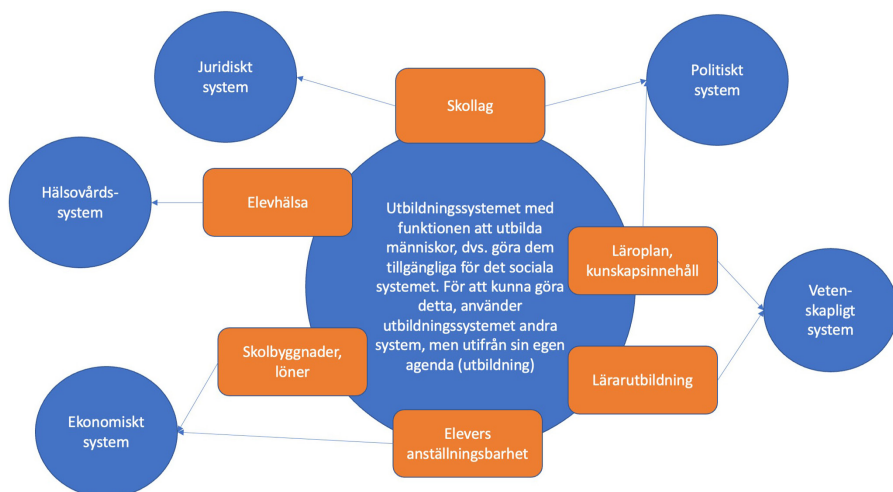 Juridiskt
system
Politiskt
system
Skollag
Hälsovårds-
system
Elevhälsa
Utbildningssystemet med
funktionen att utbilda
människor, dvs. göra dem
tillgängliga för det sociala
systemet. För att kunna göra
detta, använder
utbildningssystemet andra
system, men utifrån sin egen
agenda (utbildning)
Läroplan,
kunskapsinnehåll
Veten-
skapligt
system
Skolbyggnader,
löner
Lärarutbildning
Ekonomiskt
system
Elevers
anställningsbarhet